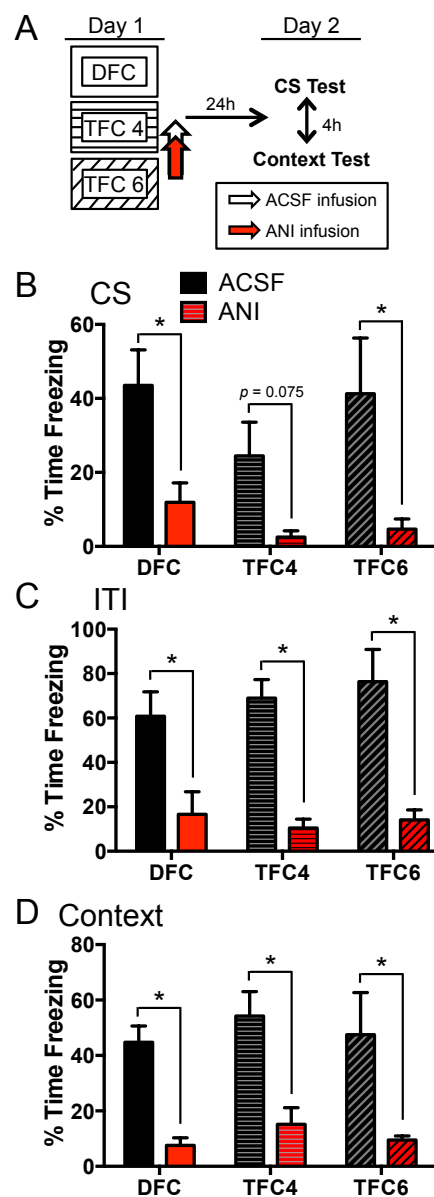 A
Day 1
Day 2
DFC
TFC 4
TFC 6
24h
CS Test
4h
Context Test
ACSF infusion
ANI infusion
B
CS
ACSF
ANI
% Time Freezing
60
40
20
0
*
p = 0.075
*
DFC
TFC4
TFC6
C
ITI
% Time Freezing
100
80
60
40
20
0
*
*
*
DFC
TFC4
TFC6
D
Context
% Time Freezing
80
60
40
20
0
*
*
*
DFC
TFC4
TFC6